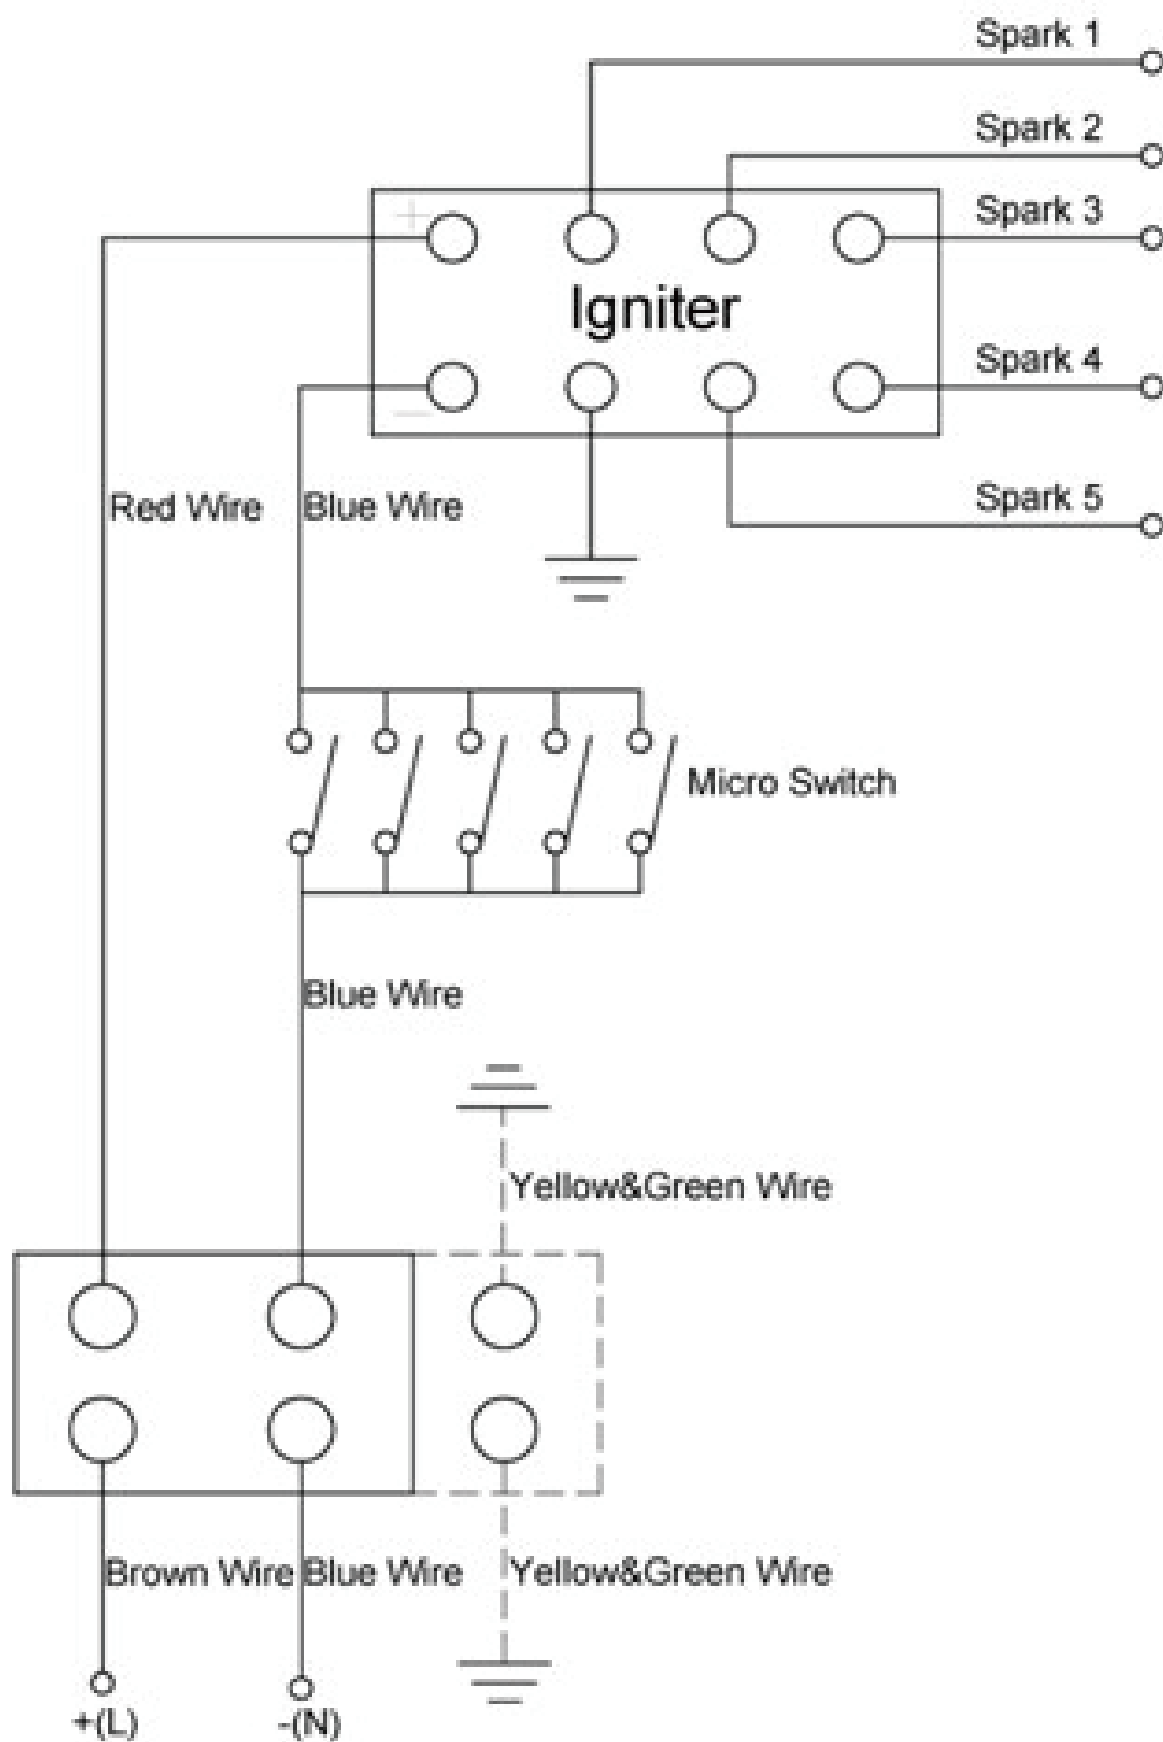 Spark 1
Spark 2
Spark 3
+
Igniter
Spark 4
−
Spark 5
Red Wire
Blue Wire
Micro Switch
Blue Wire
Yellow&Green Wire
Brown Wire
Blue Wire
Yellow&Green Wire
+(L)
-(N)